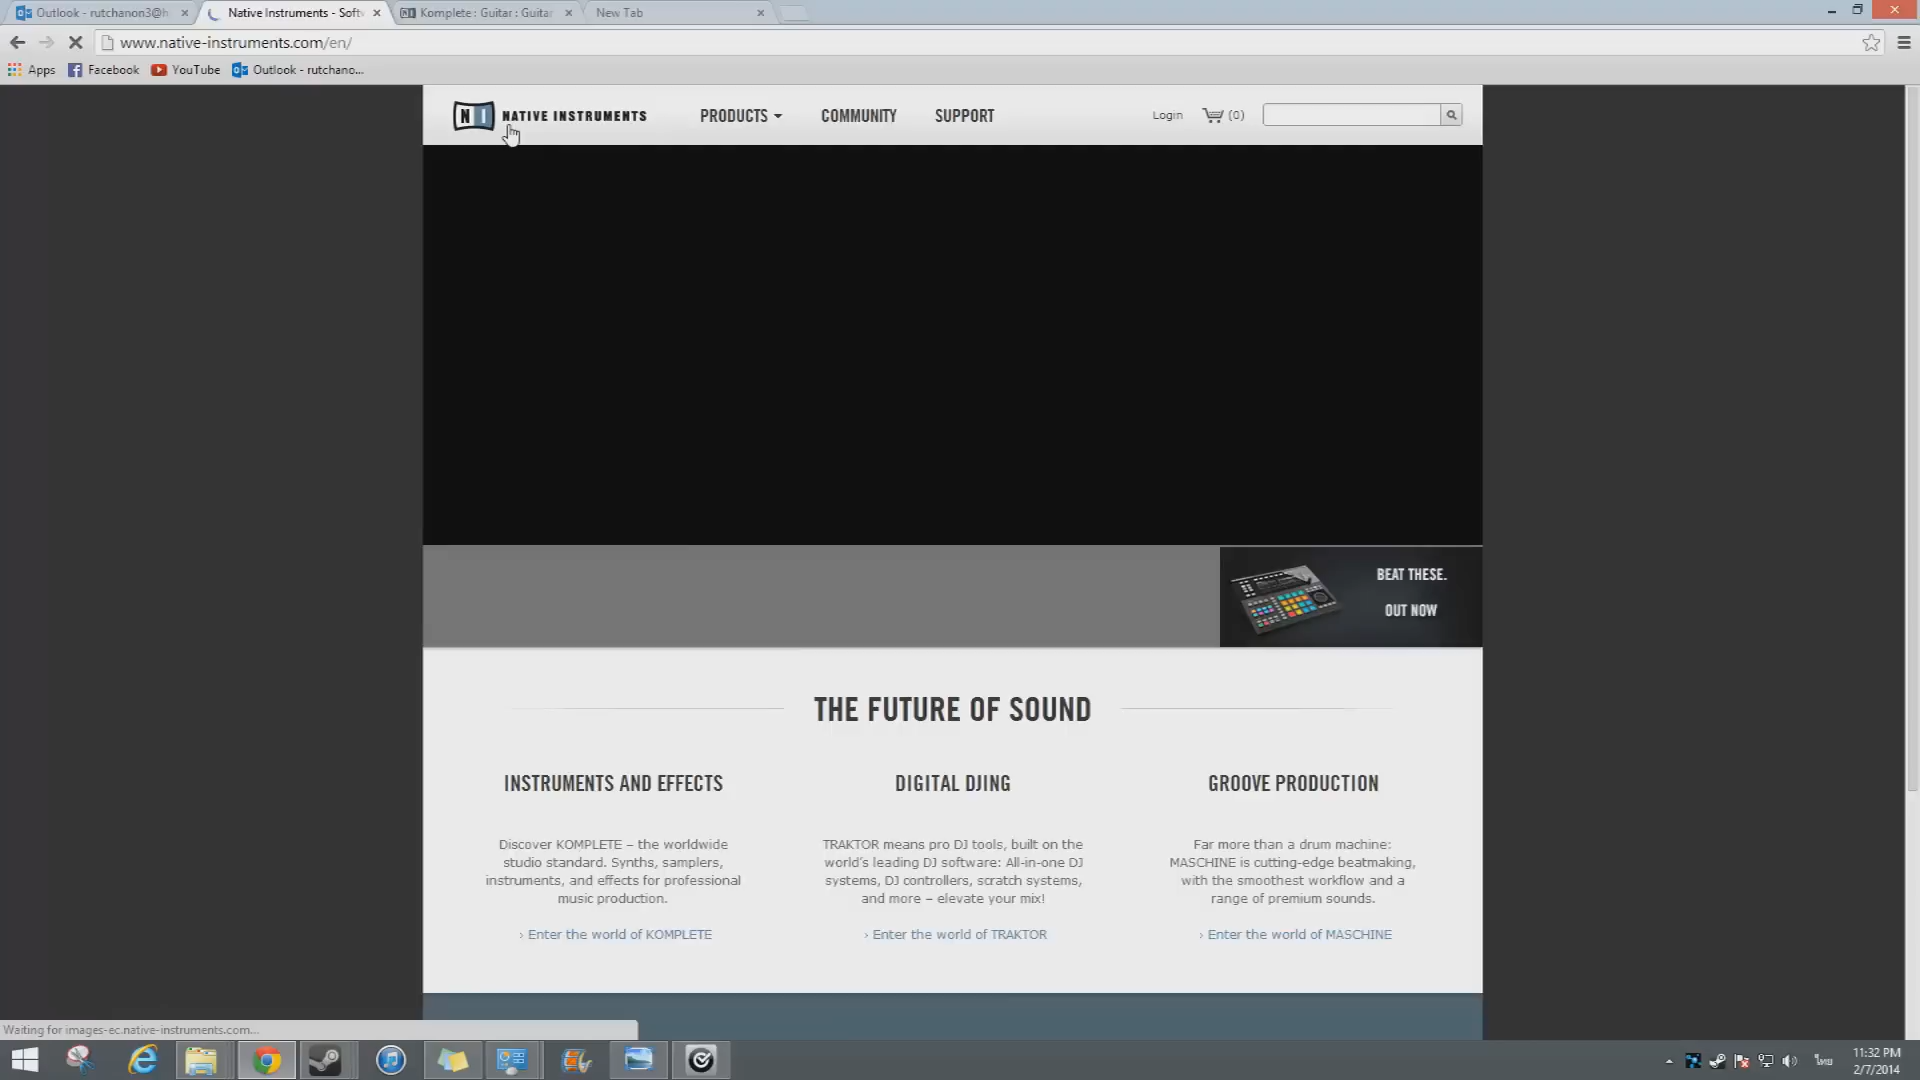 Outlook - rutchanon3@h
Native Instruments - Soft
Komplete : Guitar : Guitar
New Tab
www.native-instruments.com/en/
Apps
Facebook
YouTube
Outlook - rutchano...
NI NATIVE INSTRUMENTS
PRODUCTS
COMMUNITY
SUPPORT
Login
(0)
BEAT THESE.
OUT NOW
THE FUTURE OF SOUND
INSTRUMENTS AND EFFECTS
Discover KOMPLETE – the worldwide
studio standard. Synths, samplers,
instruments, and effects for professional
music production.
› Enter the world of KOMPLETE
DIGITAL DJING
TRAKTOR means pro DJ tools, built on the
world's leading DJ software: All-in-one DJ
systems, DJ controllers, scratch systems,
and more – elevate your mix!
› Enter the world of TRAKTOR
GROOVE PRODUCTION
Far more than a drum machine:
MASCHINE is cutting-edge beatmaking,
with the smoothest workflow and a
range of premium sounds.
› Enter the world of MASCHINE
Waiting for images-ec.native-instruments.com...
ไทย
11:32 PM
2/7/2014